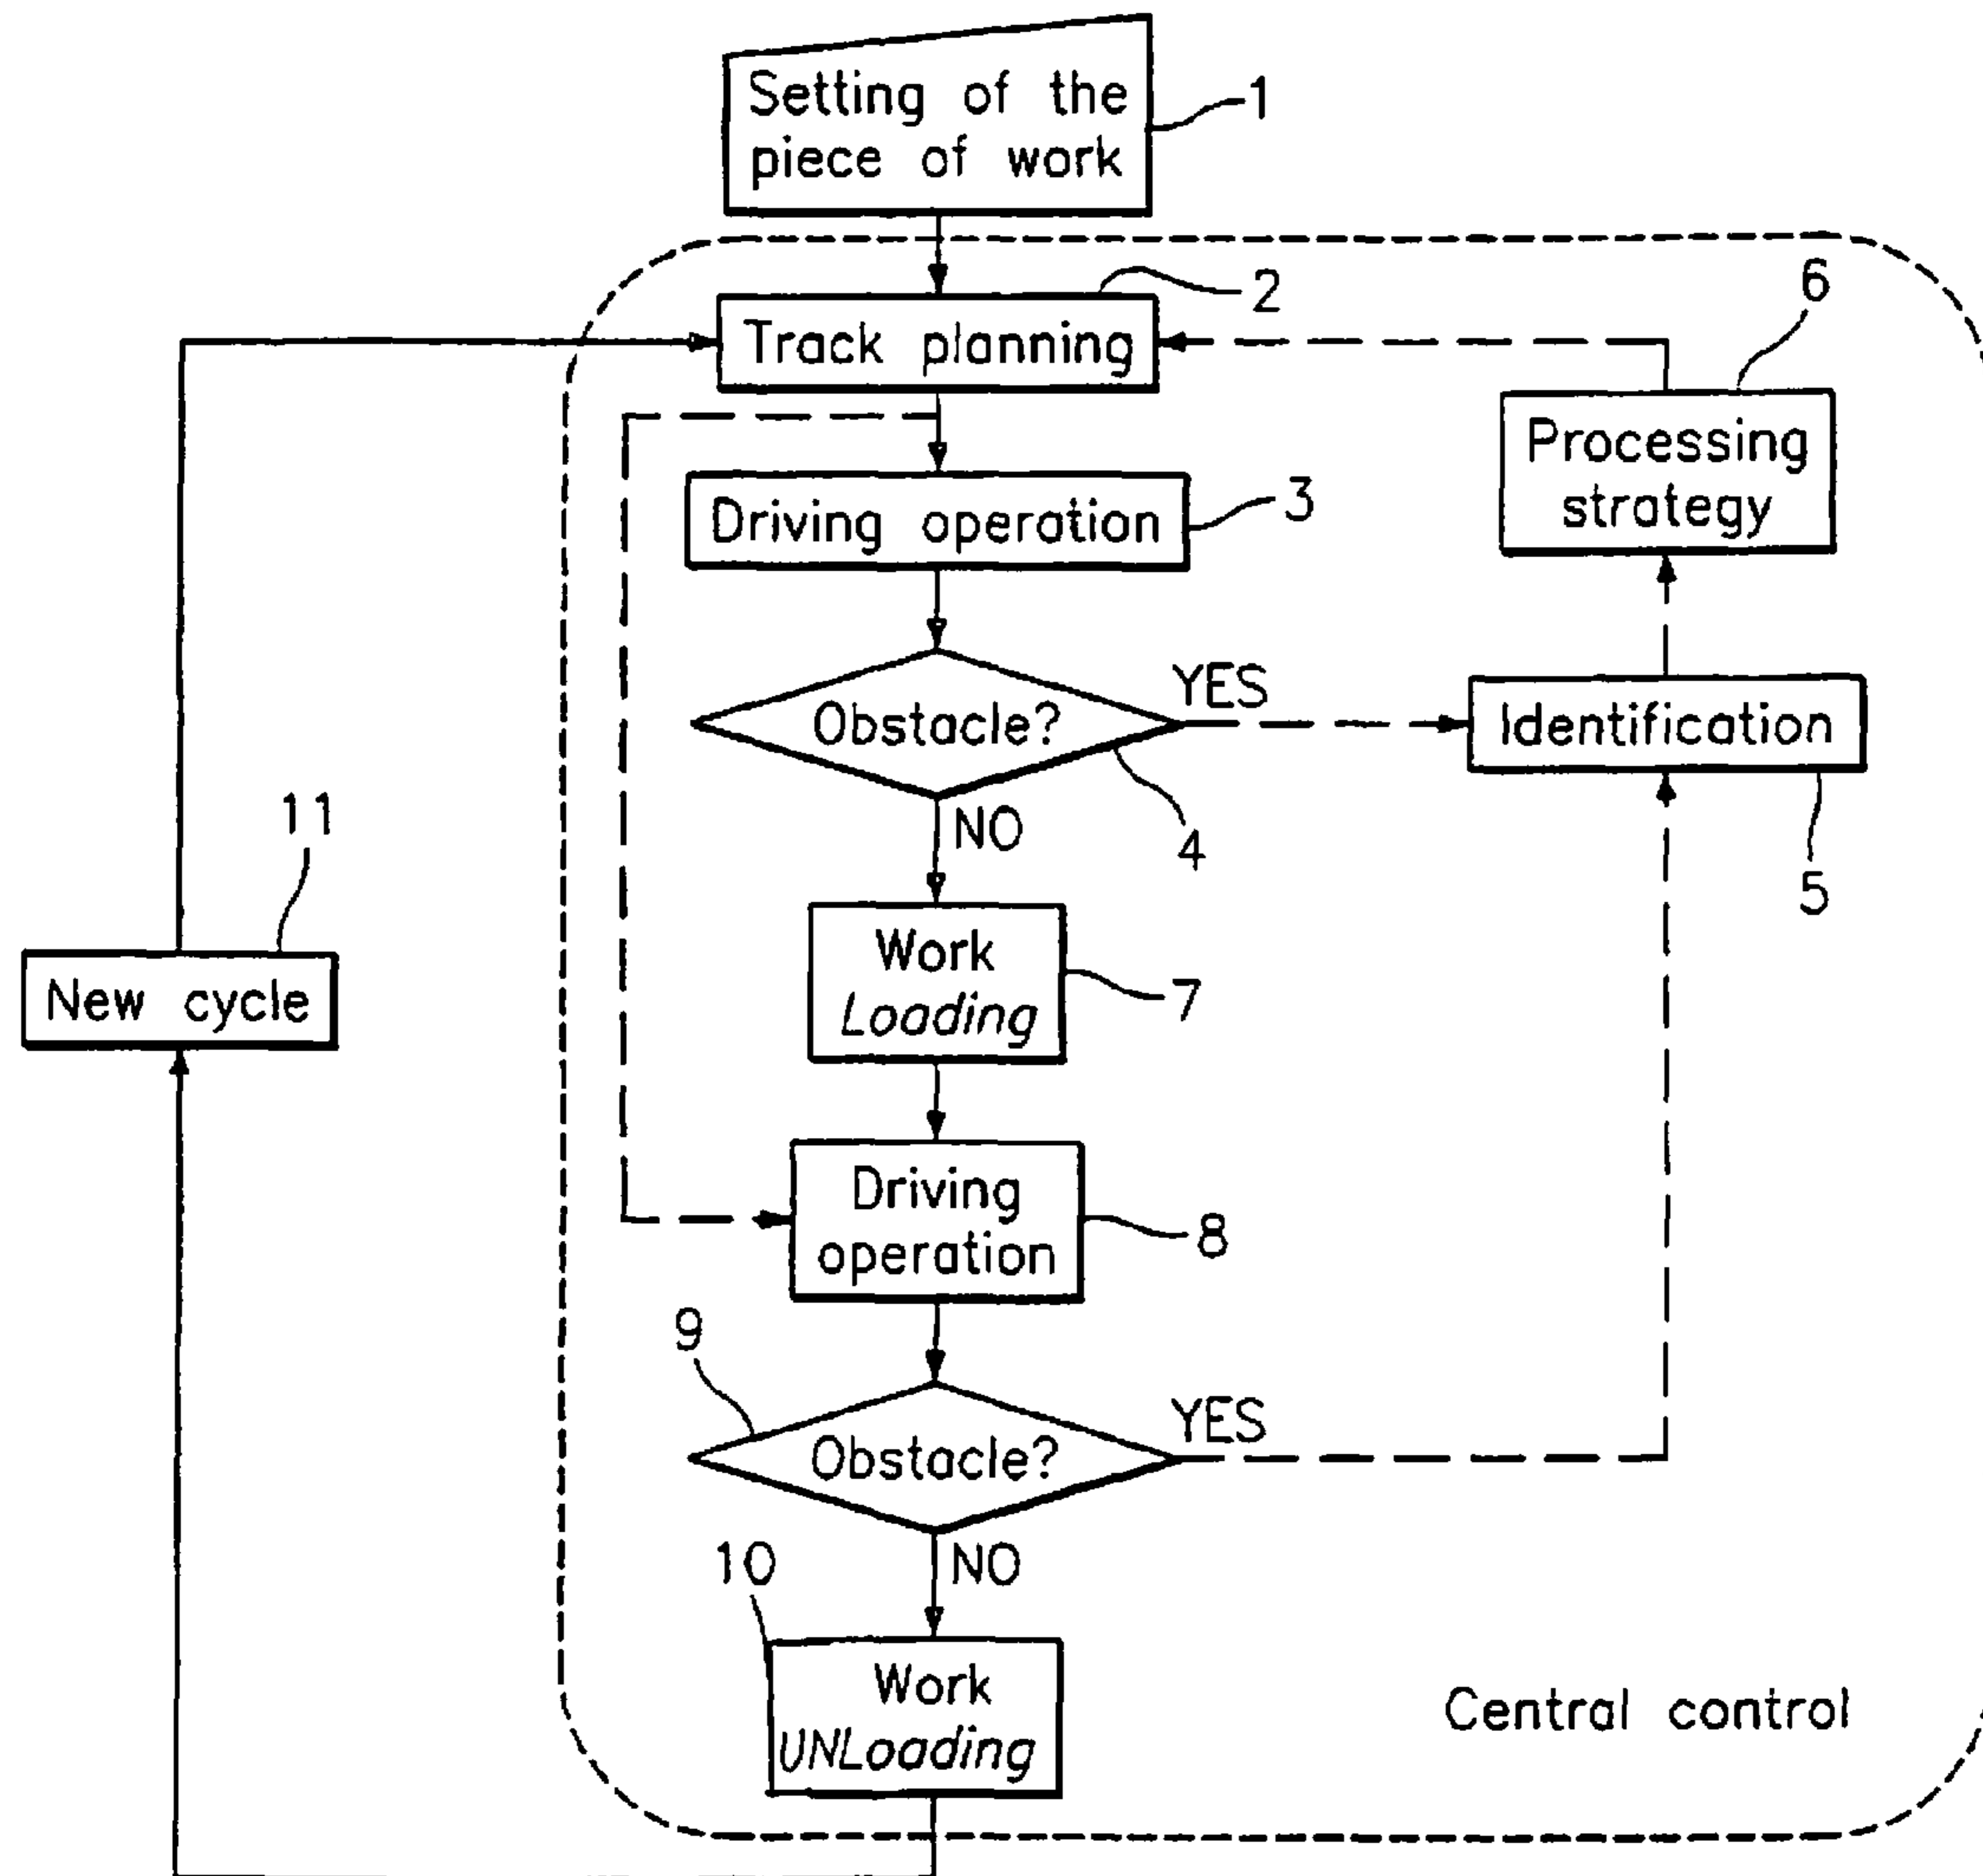 Setting of the
piece of work
1
2
Track planning
6
Processing
strategy
Driving operation
3
YES
Obstacle?
Identification
4
NO
5
11
New cycle
Work
Loading
7
Driving
operation
8
9
YES
Obstacle?
10
NO
Work
UNLoading
Central control